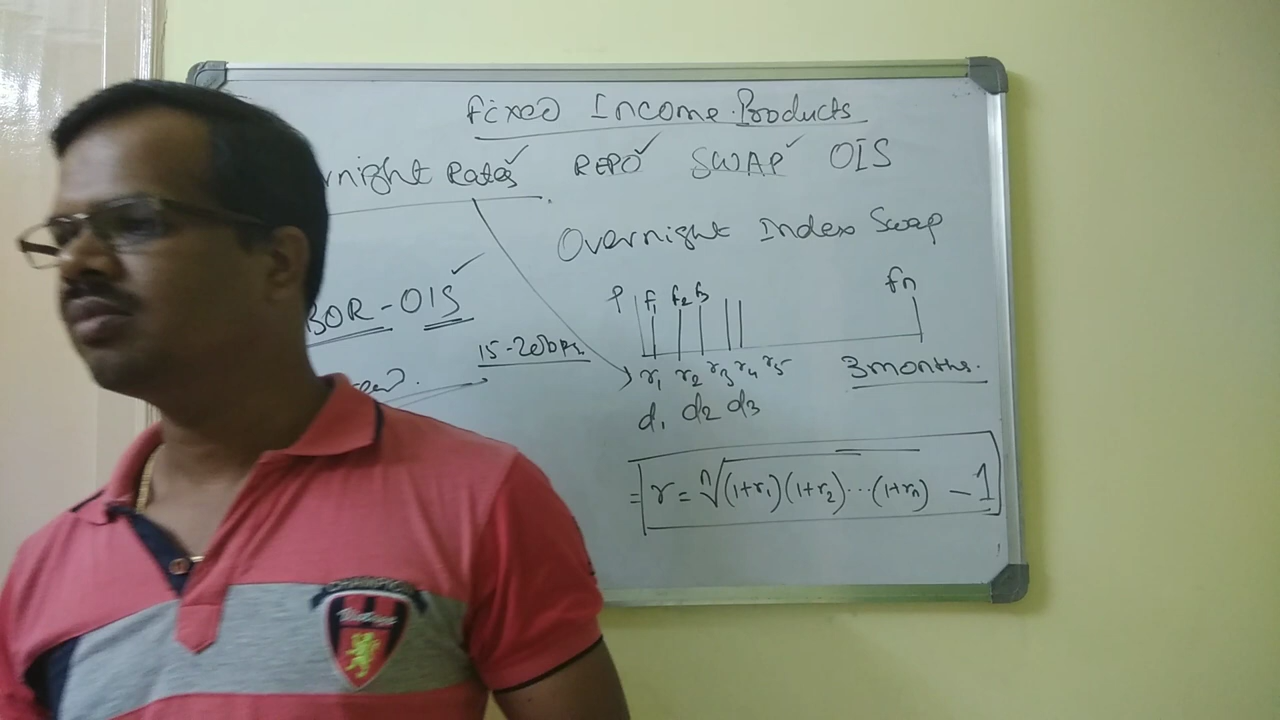 Fixed Income Products
rnight Rates ✓ REPO ✓ SWAP ✓ OIS
Overnight Index Swap
BOR-OIS ✓
P f1 f2 f3 fn
15-20bps.
r1 r2 r3 r4 r5 3months.
d1 d2 d3
= r = n√(1+r1)(1+r2)...(1+rn) - 1